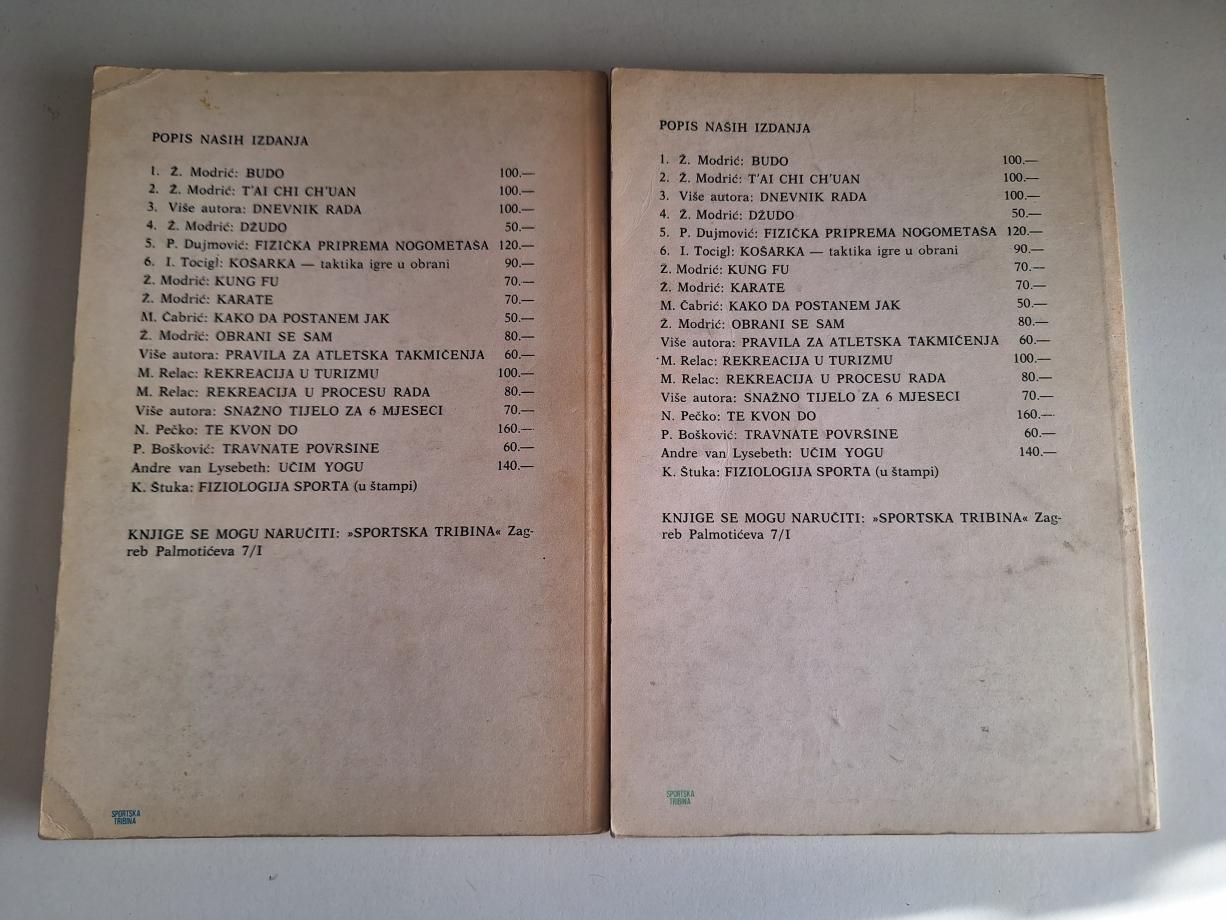 POPIS NAŠIH IZDANJA
1. Ž. Modrić: BUDO 100.—
2. Ž. Modrić: T'AI CHI CH'UAN 100.—
3. Više autora: DNEVNIK RADA 100.—
4. Ž. Modrić: DŽUDO 50.—
5. P. Dujmović: FIZIČKA PRIPREMA NOGOMETAŠA 120.—
6. I. Tocigl: KOŠARKA — taktika igre u obrani 90.—
Ž. Modrić: KUNG FU 70.—
Ž. Modrić: KARATE 70.—
M. Čabrić: KAKO DA POSTANEM JAK 50.—
Ž. Modrić: OBRANI SE SAM 80.—
Više autora: PRAVILA ZA ATLETSKA TAKMIČENJA 60.—
M. Relac: REKREACIJA U TURIZMU 100.—
M. Relac: REKREACIJA U PROCESU RADA 80.—
Više autora: SNAŽNO TIJELO ZA 6 MJESECI 70.—
N. Pečko: TE KVON DO 160.—
P. Bošković: TRAVNATE POVRŠINE 60.—
Andre van Lysebeth: UČIM YOGU 140.—
K. Štuka: FIZIOLOGIJA SPORTA (u štampi)
KNJIGE SE MOGU NARUČITI: »SPORTSKA TRIBINA« Zag-
reb Palmotićeva 7/I
SPORTSKA
TRIBINA
POPIS NAŠIH IZDANJA
1. Ž. Modrić: BUDO 100.—
2. Ž. Modrić: T'AI CHI CH'UAN 100.—
3. Više autora: DNEVNIK RADA 100.—
4. Ž. Modrić: DŽUDO 50.—
5. P. Dujmović: FIZIČKA PRIPREMA NOGOMETAŠA 120.—
6. I. Tocigl: KOŠARKA — taktika igre u obrani 90.—
Ž. Modrić: KUNG FU 70.—
Ž. Modrić: KARATE 70.—
M. Čabrić: KAKO DA POSTANEM JAK 50.—
Ž. Modrić: OBRANI SE SAM 80.—
Više autora: PRAVILA ZA ATLETSKA TAKMIČENJA 60.—
M. Relac: REKREACIJA U TURIZMU 100.—
M. Relac: REKREACIJA U PROCESU RADA 80.—
Više autora: SNAŽNO TIJELO ZA 6 MJESECI 70.—
N. Pečko: TE KVON DO 160.—
P. Bošković: TRAVNATE POVRŠINE 60.—
Andre van Lysebeth: UČIM YOGU 140.—
K. Štuka: FIZIOLOGIJA SPORTA (u štampi)
KNJIGE SE MOGU NARUČITI: »SPORTSKA TRIBINA« Zag-
reb Palmotićeva 7/I
SPORTSKA
TRIBINA